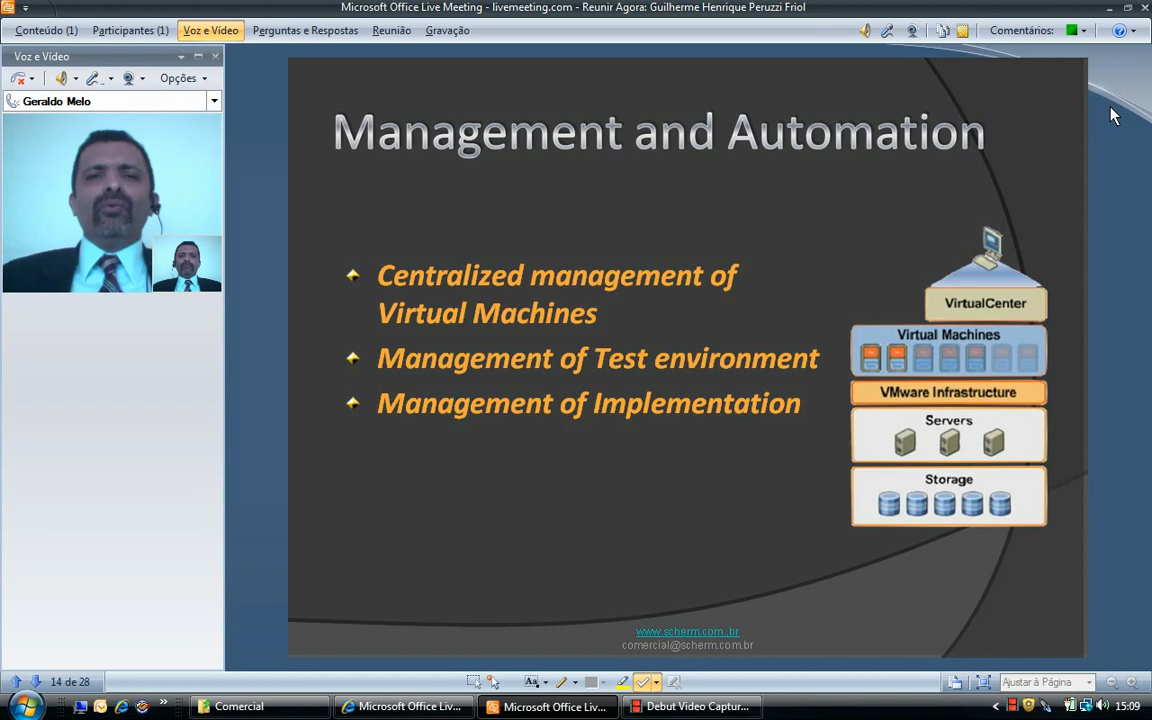 Microsoft Office Live Meeting - livemeeting.com - Reunir Agora: Guilherme Henrique Peruzzi Friol
Conteúdo (1) Participantes (1) Voz e Vídeo Perguntas e Respostas Reunião Gravação Comentários:
Voz e Vídeo
Opções
Geraldo Melo
Management and Automation
Centralized management of
Virtual Machines
Management of Test environment
Management of Implementation
VirtualCenter
Virtual Machines
VMware Infrastructure
Servers
Storage
www.scherm.com.,br
comercial@scherm.com.br
14 de 28 Aa Ajustar à Página
Comercial Microsoft Office Live... Microsoft Office Liv... Debut Video Captur... 15:09